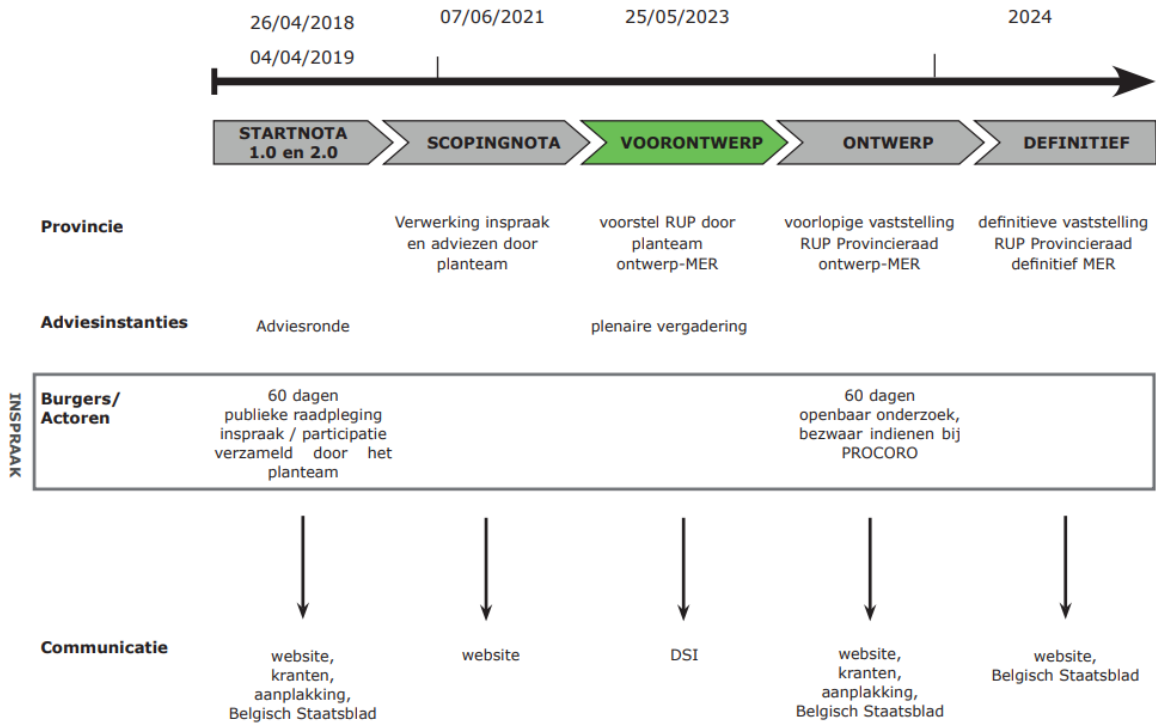 26/04/2018
04/04/2019
07/06/2021
25/05/2023
2024
STARTNOTA
1.0 en 2.0
SCOPINGNOTA
VOORONTWERP
ONTWERP
DEFINITIEF
Provincie
Verwerking inspraak
en adviezen door
planteam
voorstel RUP door
planteam
ontwerp-MER
voorlopige vaststelling
RUP Provincieraad
ontwerp-MER
definitieve vaststelling
RUP Provincieraad
definitief MER
Adviesinstanties
Adviesronde
plenaire vergadering
INSPRAAK
Burgers/
Actoren
60 dagen
publieke raadpleging
inspraak / participatie
verzameld door het
planteam
60 dagen
openbaar onderzoek,
bezwaar indienen bij
PROCORO
Communicatie
website,
kranten,
aanplakking,
Belgisch Staatsblad
website
DSI
website,
kranten,
aanplakking,
Belgisch Staatsblad
website,
Belgisch Staatsblad